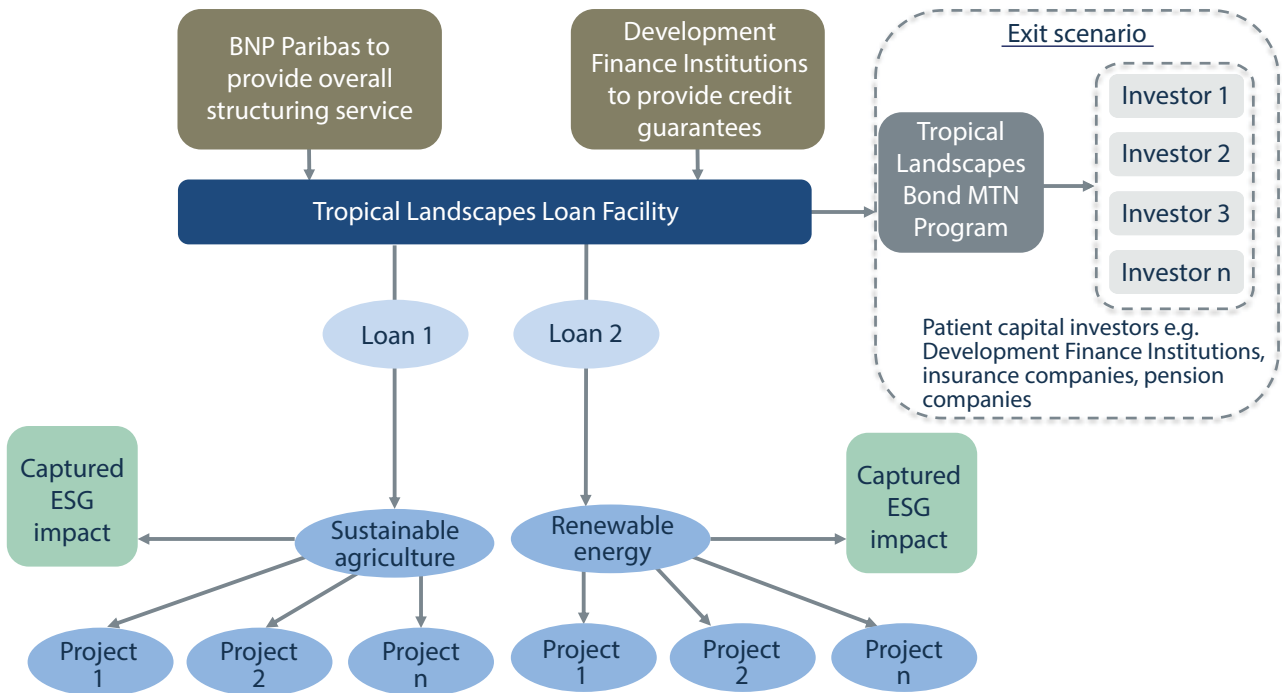 BNP Paribas to
provide overall
structuring service
Development
Finance Institutions
to provide credit
guarantees
Exit scenario
Tropical
Landscapes
Bond MTN
Program
Investor 1
Investor 2
Investor 3
Investor n
Patient capital investors e.g.
Development Finance Institutions,
insurance companies, pension
companies
Tropical Landscapes Loan Facility
Loan 1
Loan 2
Captured
ESG
impact
Sustainable
agriculture
Renewable
energy
Captured
ESG
impact
Project
1
Project
2
Project
n
Project
1
Project
2
Project
n